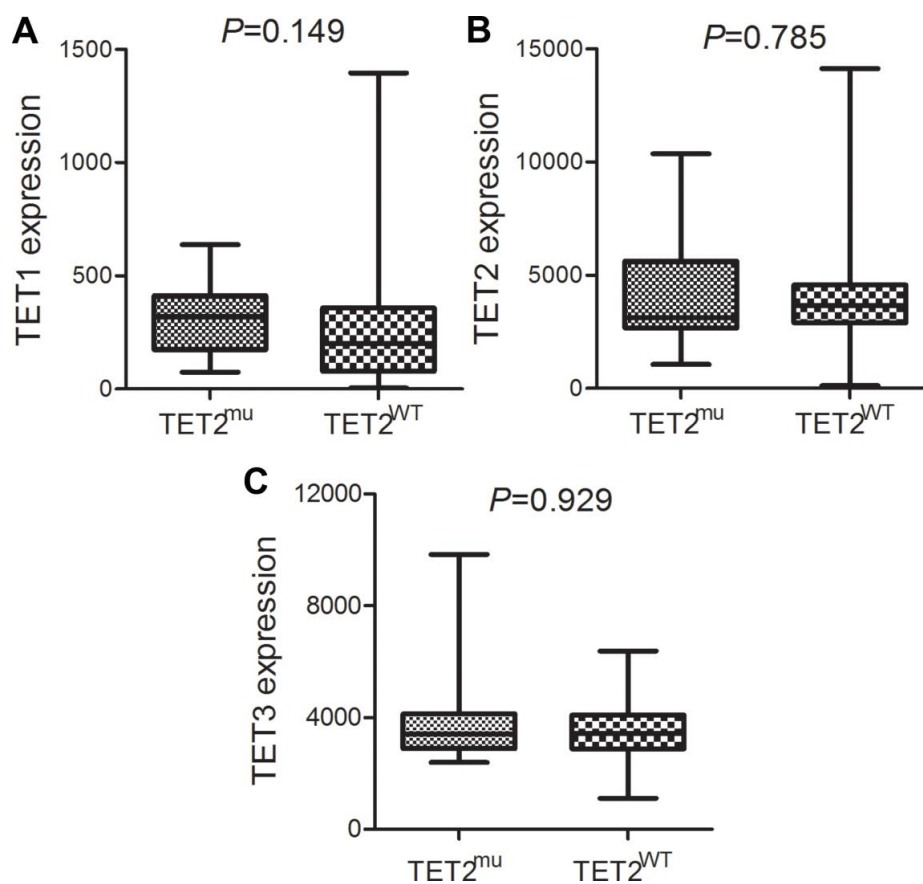 A
P=0.149
TET1 expression
1500
1000
500
0
TET2mu
TET2WT
B
P=0.785
TET2 expression
15000
10000
5000
0
TET2mu
TET2WT
C
P=0.929
TET3 expression
12000
8000
4000
0
TET2mu
TET2WT